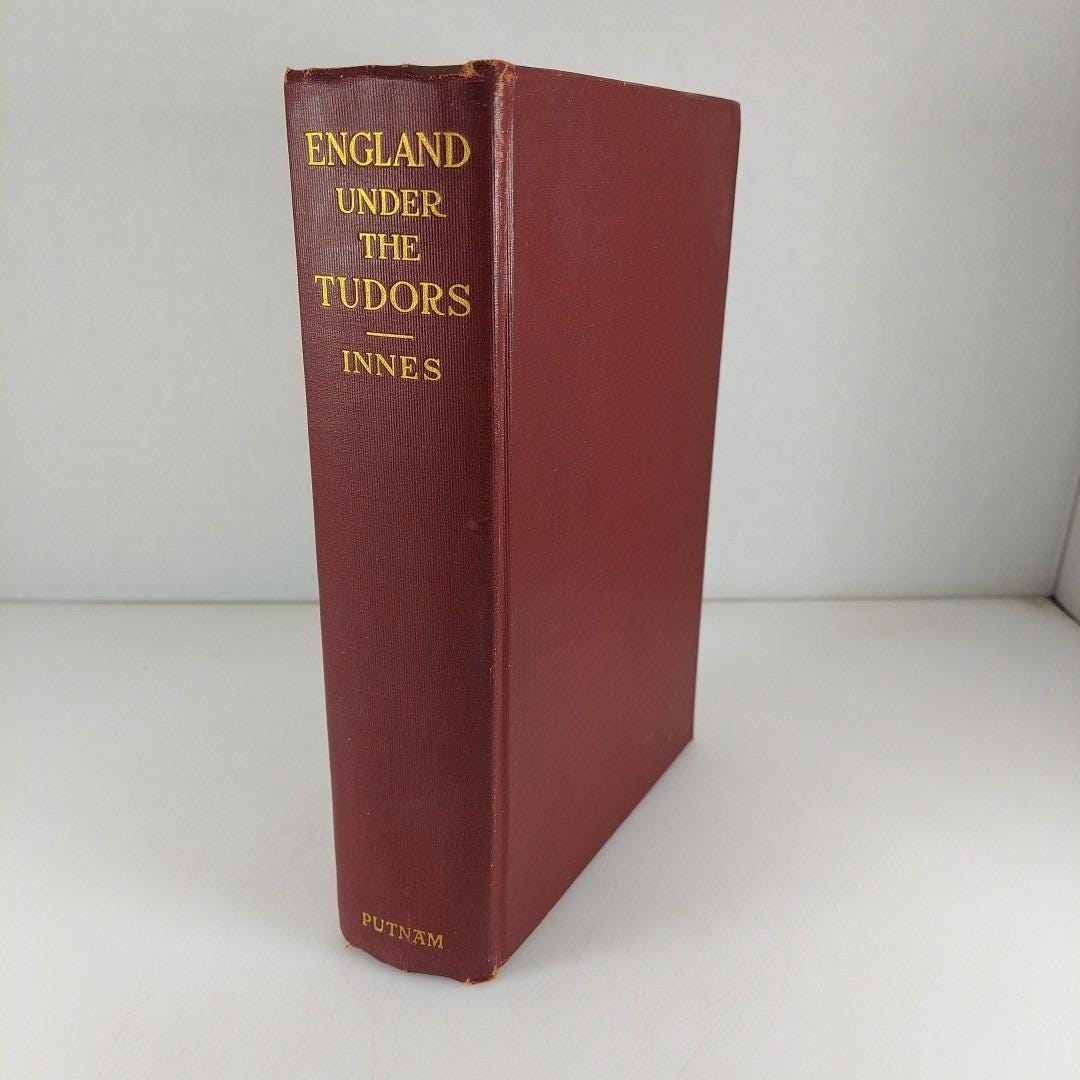 ENGLAND
UNDER
THE
TUDORS
INNES
PUTNAM